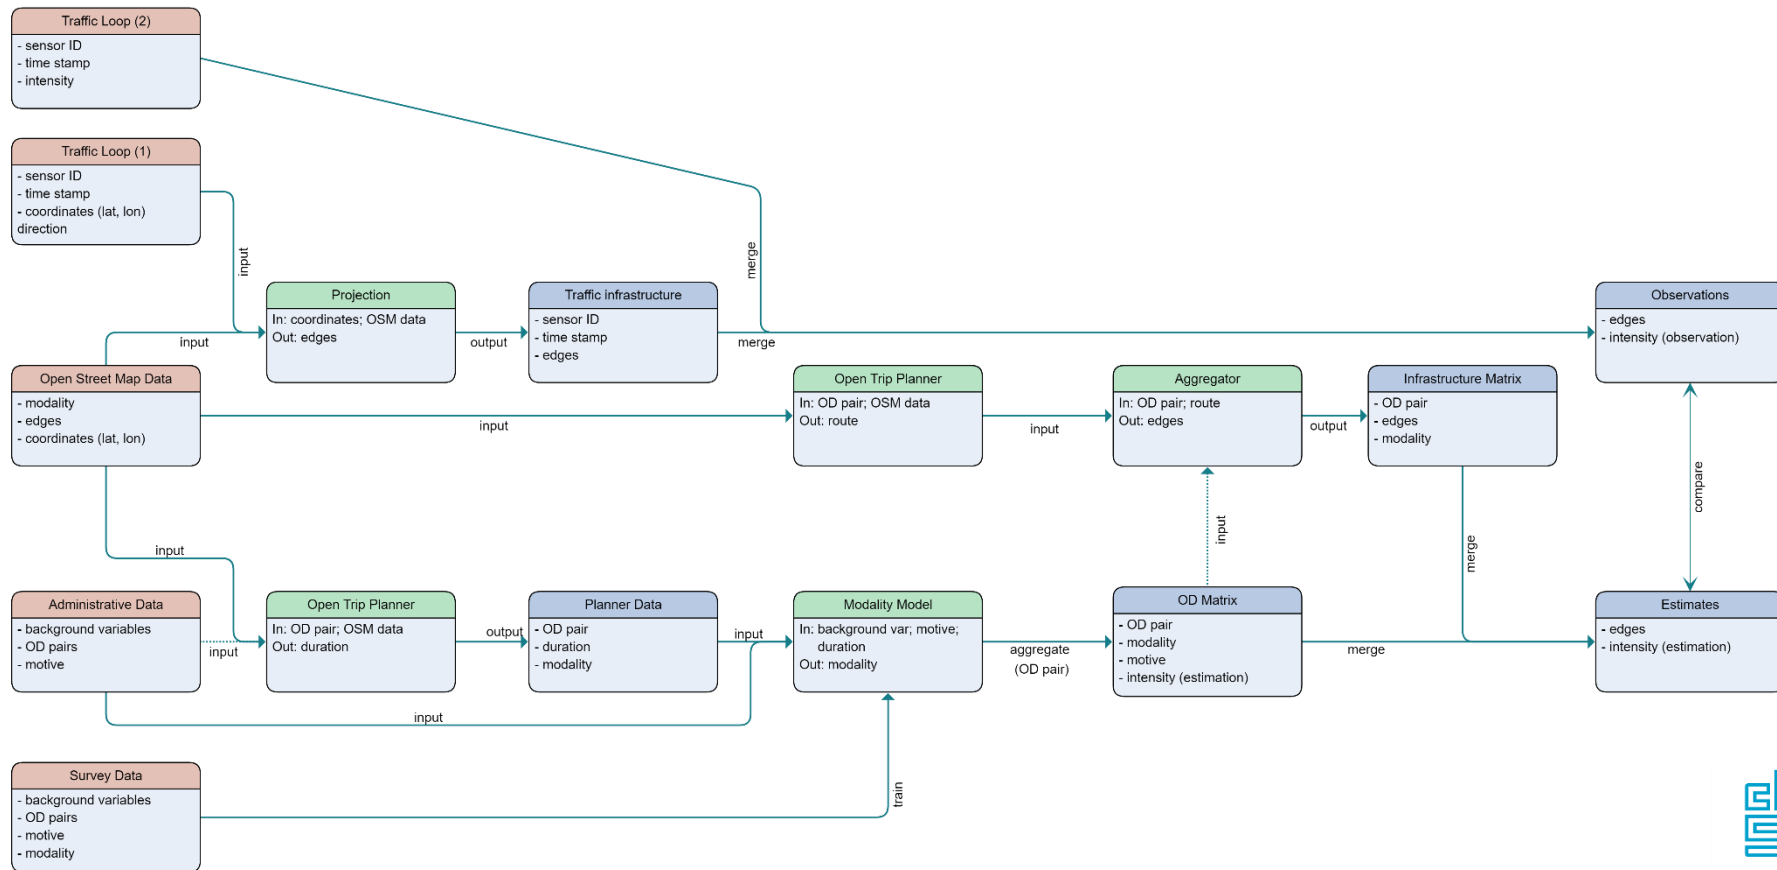 Traffic Loop (2)
- sensor ID
- time stamp
- intensity
Traffic Loop (1)
- sensor ID
- time stamp
- coordinates (lat, lon)
direction
input
merge
Projection
In: coordinates; OSM data
Out: edges
Traffic infrastructure
- sensor ID
- time stamp
- edges
Observations
- edges
- intensity (observation)
input
output
merge
Open Street Map Data
- modality
- edges
- coordinates (lat, lon)
input
Open Trip Planner
In: OD pair; OSM data
Out: route
input
Aggregator
In: OD pair; route
Out: edges
output
Infrastructure Matrix
- OD pair
- edges
- modality
compare
input
input
merge
Administrative Data
- background variables
- OD pairs
- motive
input
Open Trip Planner
In: OD pair; OSM data
Out: duration
output
Planner Data
- OD pair
- duration
- modality
input
Modality Model
In: background var; motive;
duration
Out: modality
aggregate
(OD pair)
OD Matrix
- OD pair
- modality
- motive
- intensity (estimation)
merge
Estimates
- edges
- intensity (estimation)
input
train
Survey Data
- background variables
- OD pairs
- motive
- modality